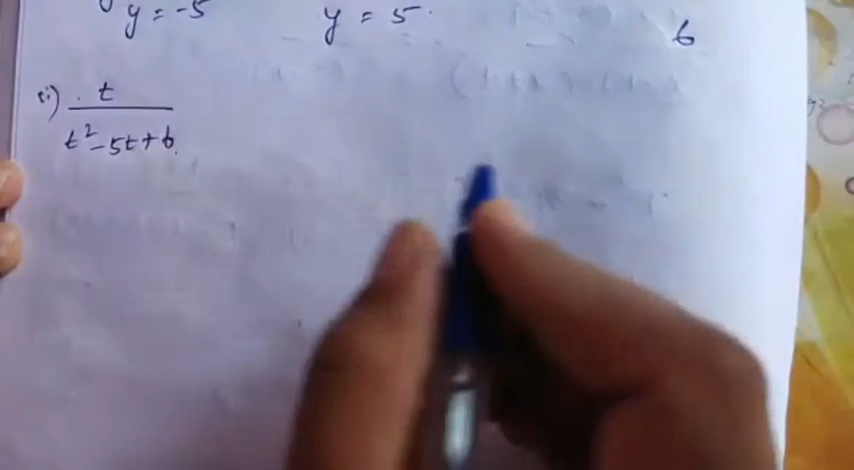 y = -5 y = 5.
6
ii) t
t² - 5t + 6.